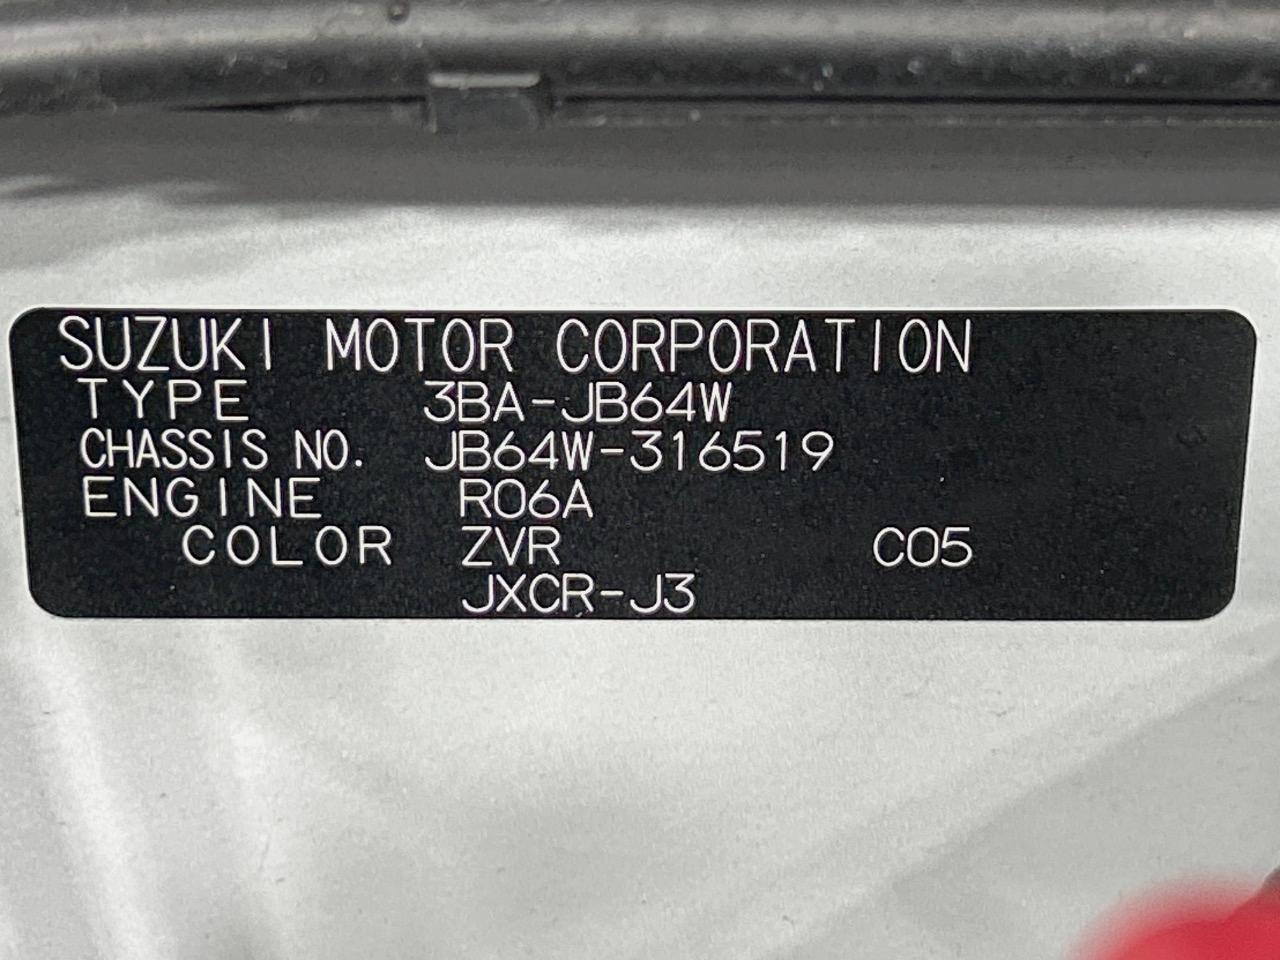 SUZUKI MOTOR CORPORATION
TYPE 3BA-JB64W
CHASSIS NO. JB64W-316519
ENGINE R06A
COLOR ZVR C05
JXCR-J3